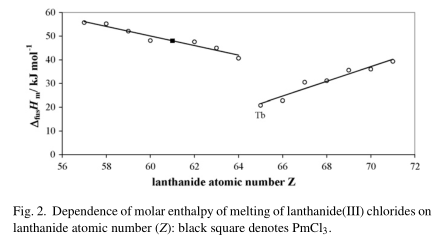 60
50
40
30
20
10
0
Δ_fus H_m / kJ mol⁻¹
Tb
56 58 60 62 64 66 68 70 72
lanthanide atomic number Z
Fig. 2. Dependence of molar enthalpy of melting of lanthanide(III) chlorides on
lanthanide atomic number (Z): black square denotes PmCl₃.